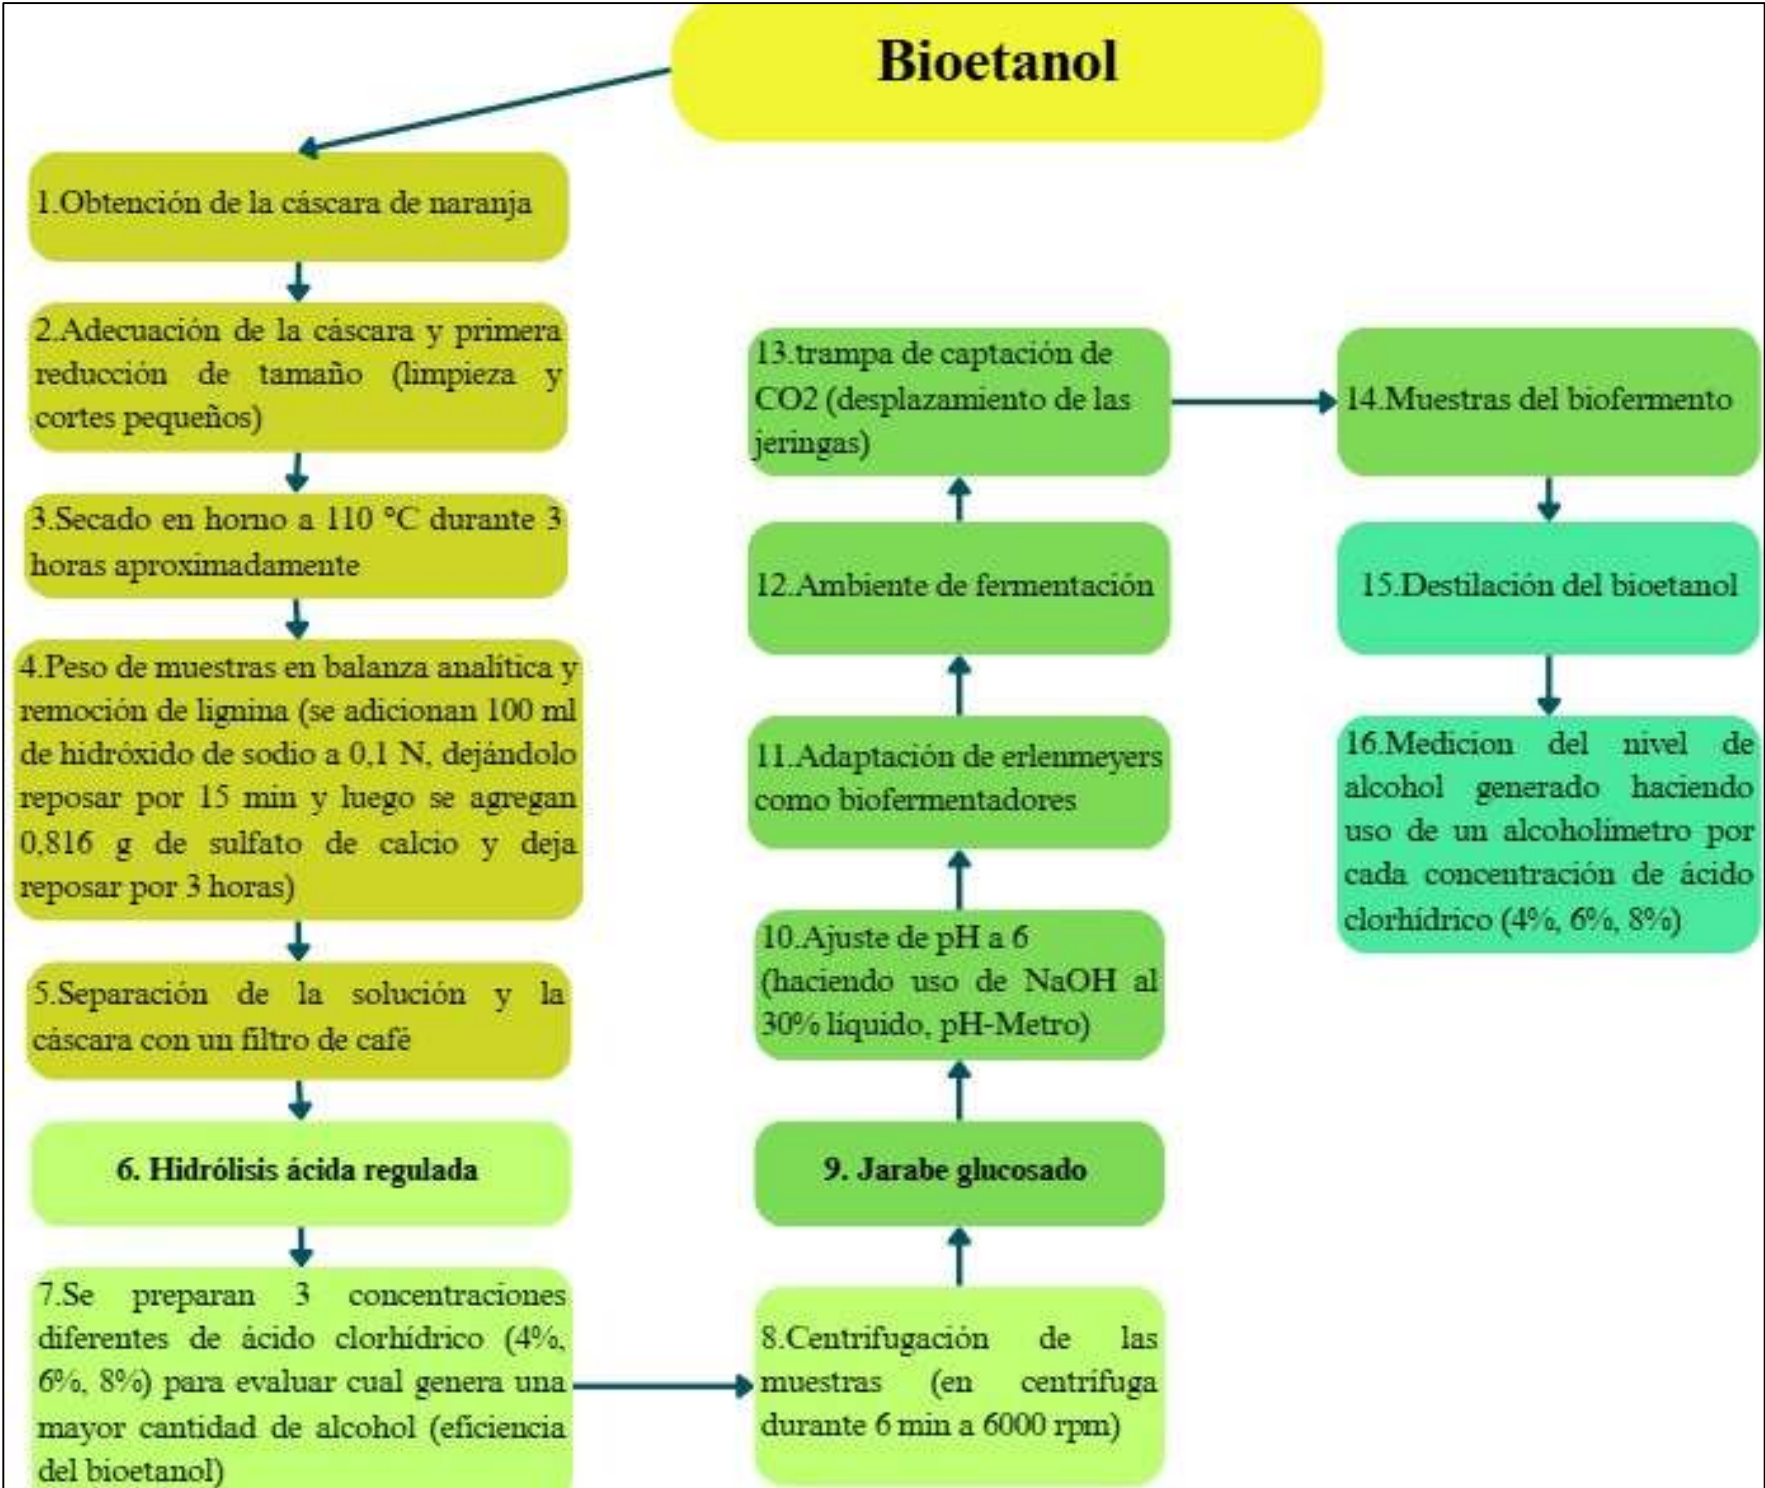 Bioetanol
1.Obtención de la cáscara de naranja
2.Adecuación de la cáscara y primera
reducción de tamaño (limpieza y
cortes pequeños)
3.Secado en horno a 110 °C durante 3
horas aproximadamente
4.Peso de muestras en balanza analítica y
remoción de lignina (se adicionan 100 ml
de hidróxido de sodio a 0,1 N, dejándolo
reposar por 15 min y luego se agregan
0,816 g de sulfato de calcio y deja
reposar por 3 horas)
5.Separación de la solución y la
cáscara con un filtro de café
6. Hidrólisis ácida regulada
7.Se preparan 3 concentraciones
diferentes de ácido clorhídrico (4%,
6%, 8%) para evaluar cual genera una
mayor cantidad de alcohol (eficiencia
del bioetanol)
8.Centrifugación de las
muestras (en centrífuga
durante 6 min a 6000 rpm)
9. Jarabe glucosado
10.Ajuste de pH a 6
(haciendo uso de NaOH al
30% líquido, pH-Metro)
11.Adaptación de erlenmeyers
como biofermentadores
12.Ambiente de fermentación
13.trampa de captación de
CO2 (desplazamiento de las
jeringas)
14.Muestras del biofermento
15.Destilación del bioetanol
16.Medicion del nivel de
alcohol generado haciendo
uso de un alcoholímetro por
cada concentración de ácido
clorhídrico (4%, 6%, 8%)